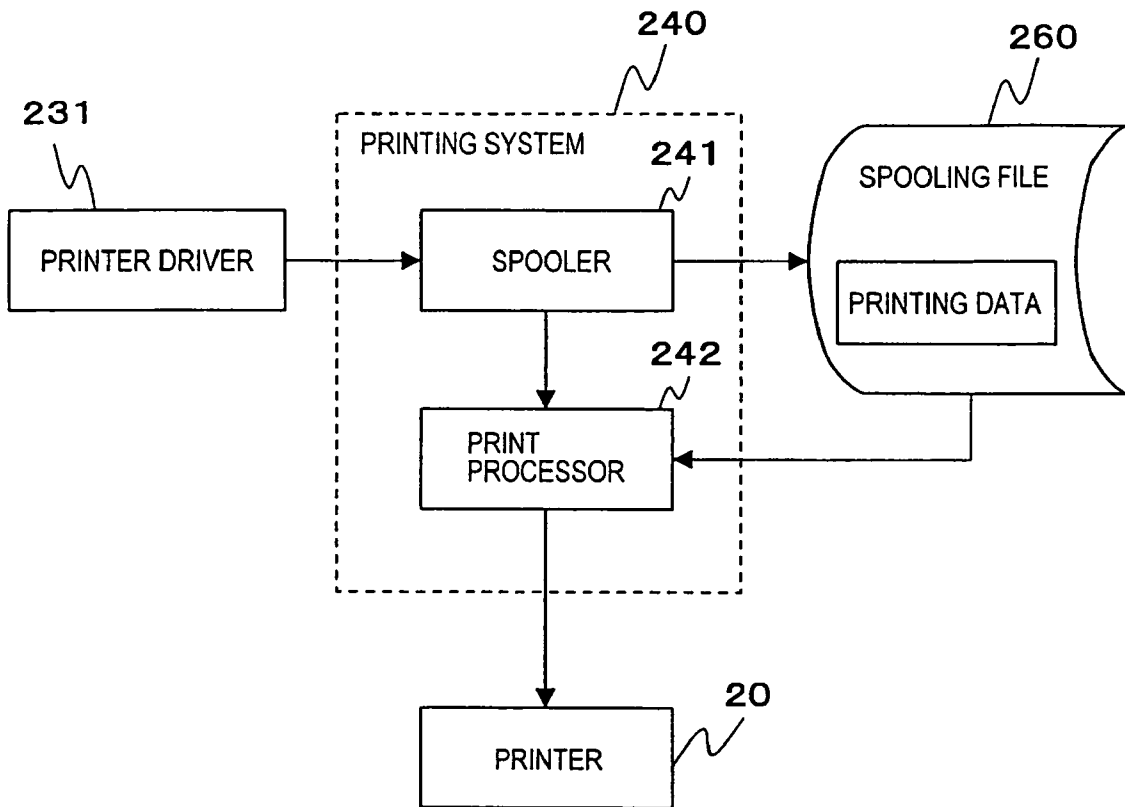 240
260
231
PRINTING SYSTEM
241
SPOOLING FILE
PRINTER DRIVER
SPOOLER
PRINTING DATA
242
PRINT
PROCESSOR
20
PRINTER